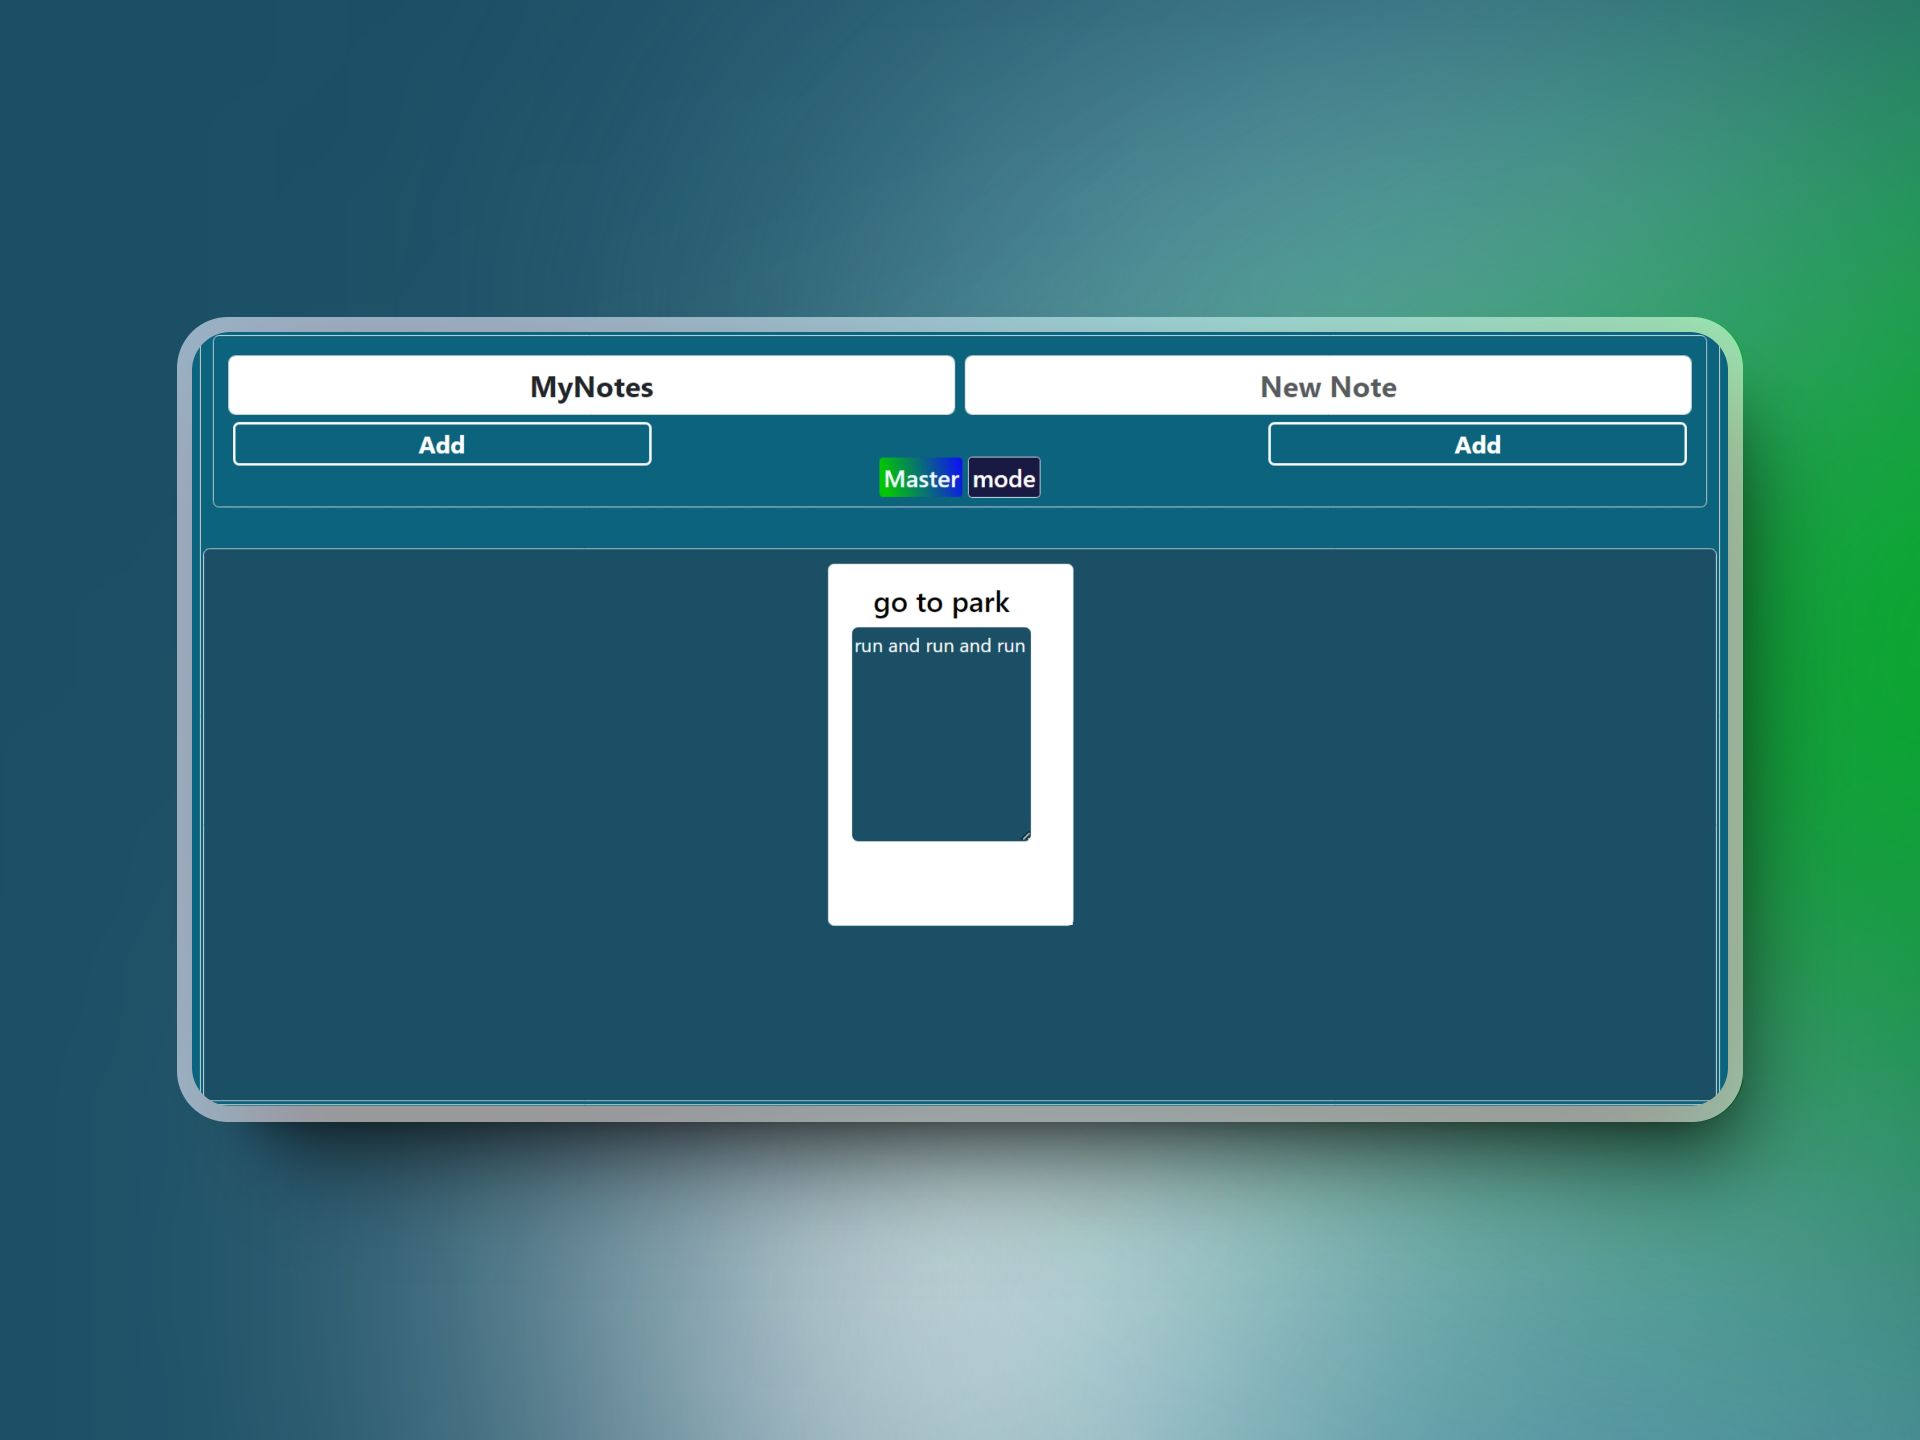 MyNotes
New Note
Add
Add
Master mode
go to park
run and run and run